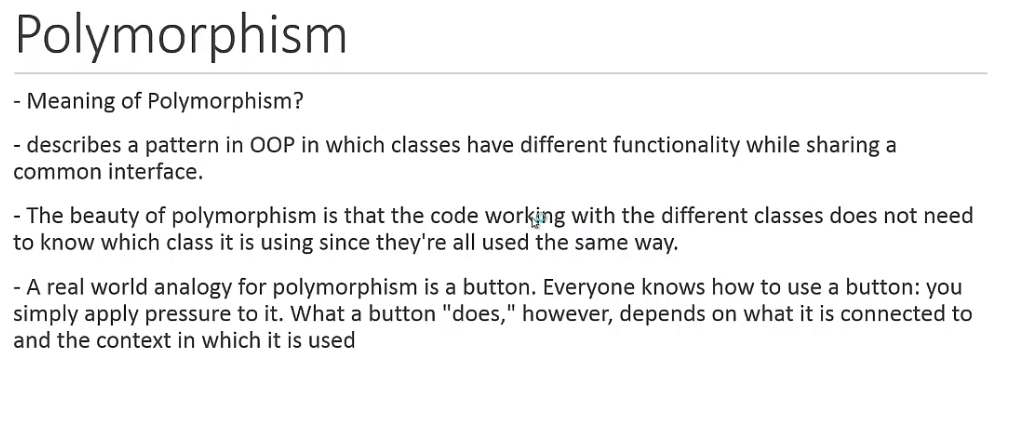 Polymorphism
- Meaning of Polymorphism?
- describes a pattern in OOP in which classes have different functionality while sharing a
common interface.
- The beauty of polymorphism is that the code working with the different classes does not need
to know which class it is using since they're all used the same way.
- A real world analogy for polymorphism is a button. Everyone knows how to use a button: you
simply apply pressure to it. What a button "does," however, depends on what it is connected to
and the context in which it is used